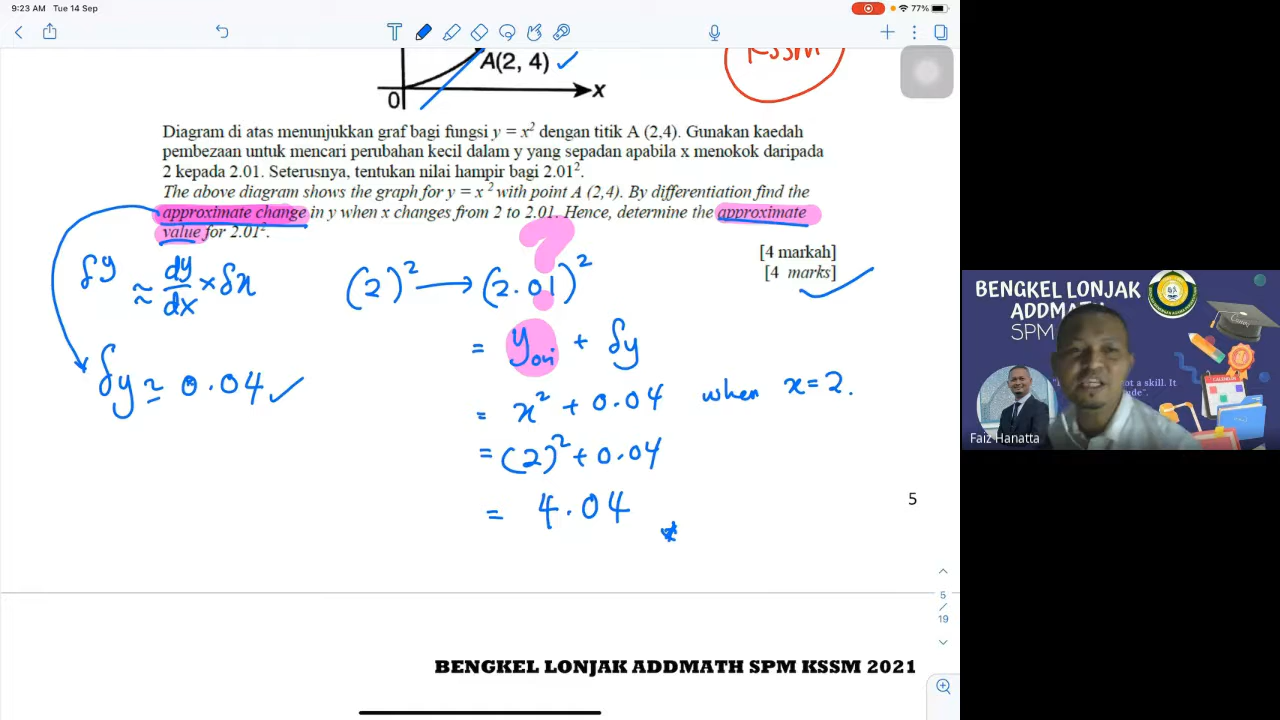 9:23 AM Tue 14 Sep
77%
KSSM
A(2, 4)
0
x
Diagram di atas menunjukkan graf bagi fungsi y = x² dengan titik A (2,4). Gunakan kaedah
pembezaan untuk mencari perubahan kecil dalam y yang sepadan apabila x menokok daripada
2 kepada 2.01. Seterusnya, tentukan nilai hampir bagi 2.01².
The above diagram shows the graph for y = x² with point A (2,4). By differentiation find the
approximate change in y when x changes from 2 to 2.01. Hence, determine the approximate
value for 2.01².
[4 markah]
[4 marks]
δy ≈ dy/dx × δx
(2)² → (2.01)²
?
= y ori + δy
δy ≈ 0.04 ✓
= x² + 0.04 when x = 2.
= (2)² + 0.04
= 4.04
5
5
/
19
BENGKEL LONJAK ADDMATH SPM KSSM 2021
BENGKEL LONJAK
ADDMATH
SPM
ot a skill. It
Faiz Hanatta